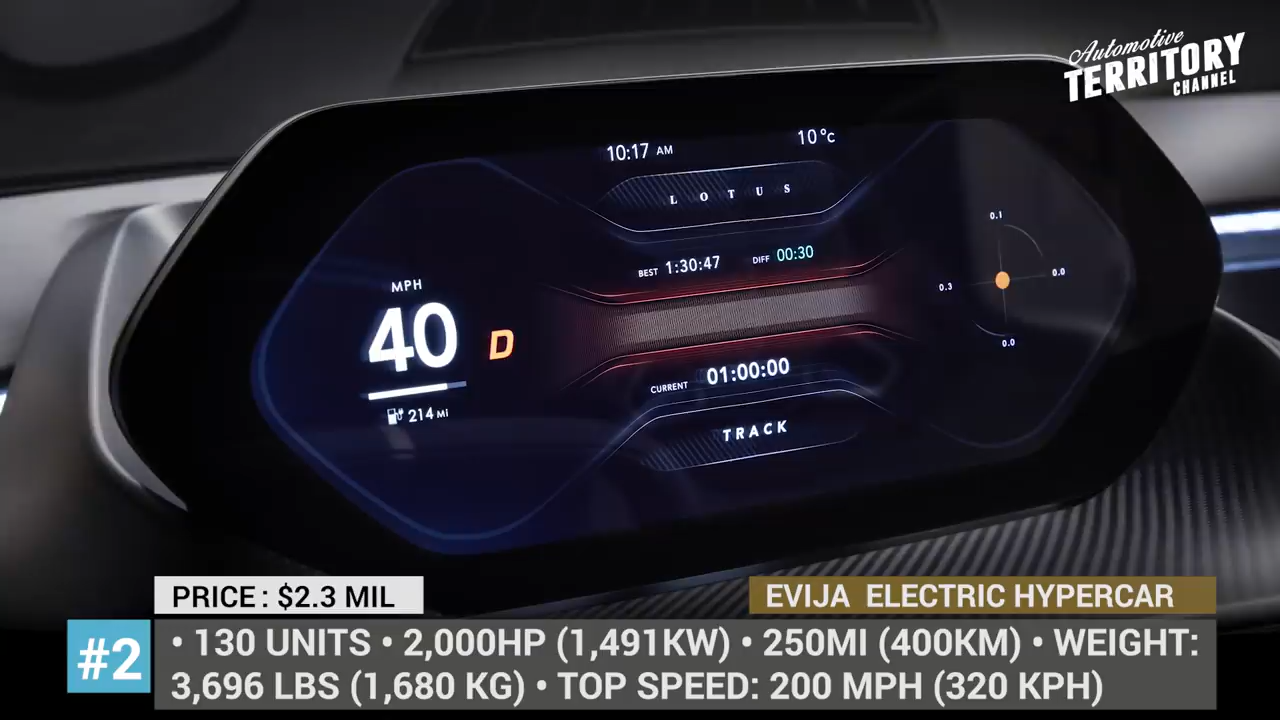 Automotive
TERRITORY
CHANNEL
10:17 AM
10°C
LOTUS
BEST 1:30:47 DIFF 00:30
MPH
40 D
214 Mi
0.1
0.3
0.0
0.0
CURRENT 01:00:00
TRACK
PRICE: $2.3 MIL
EVIJA ELECTRIC HYPERCAR
#2
• 130 UNITS • 2,000HP (1,491KW) • 250MI (400KM) • WEIGHT:
3,696 LBS (1,680 KG) • TOP SPEED: 200 MPH (320 KPH)